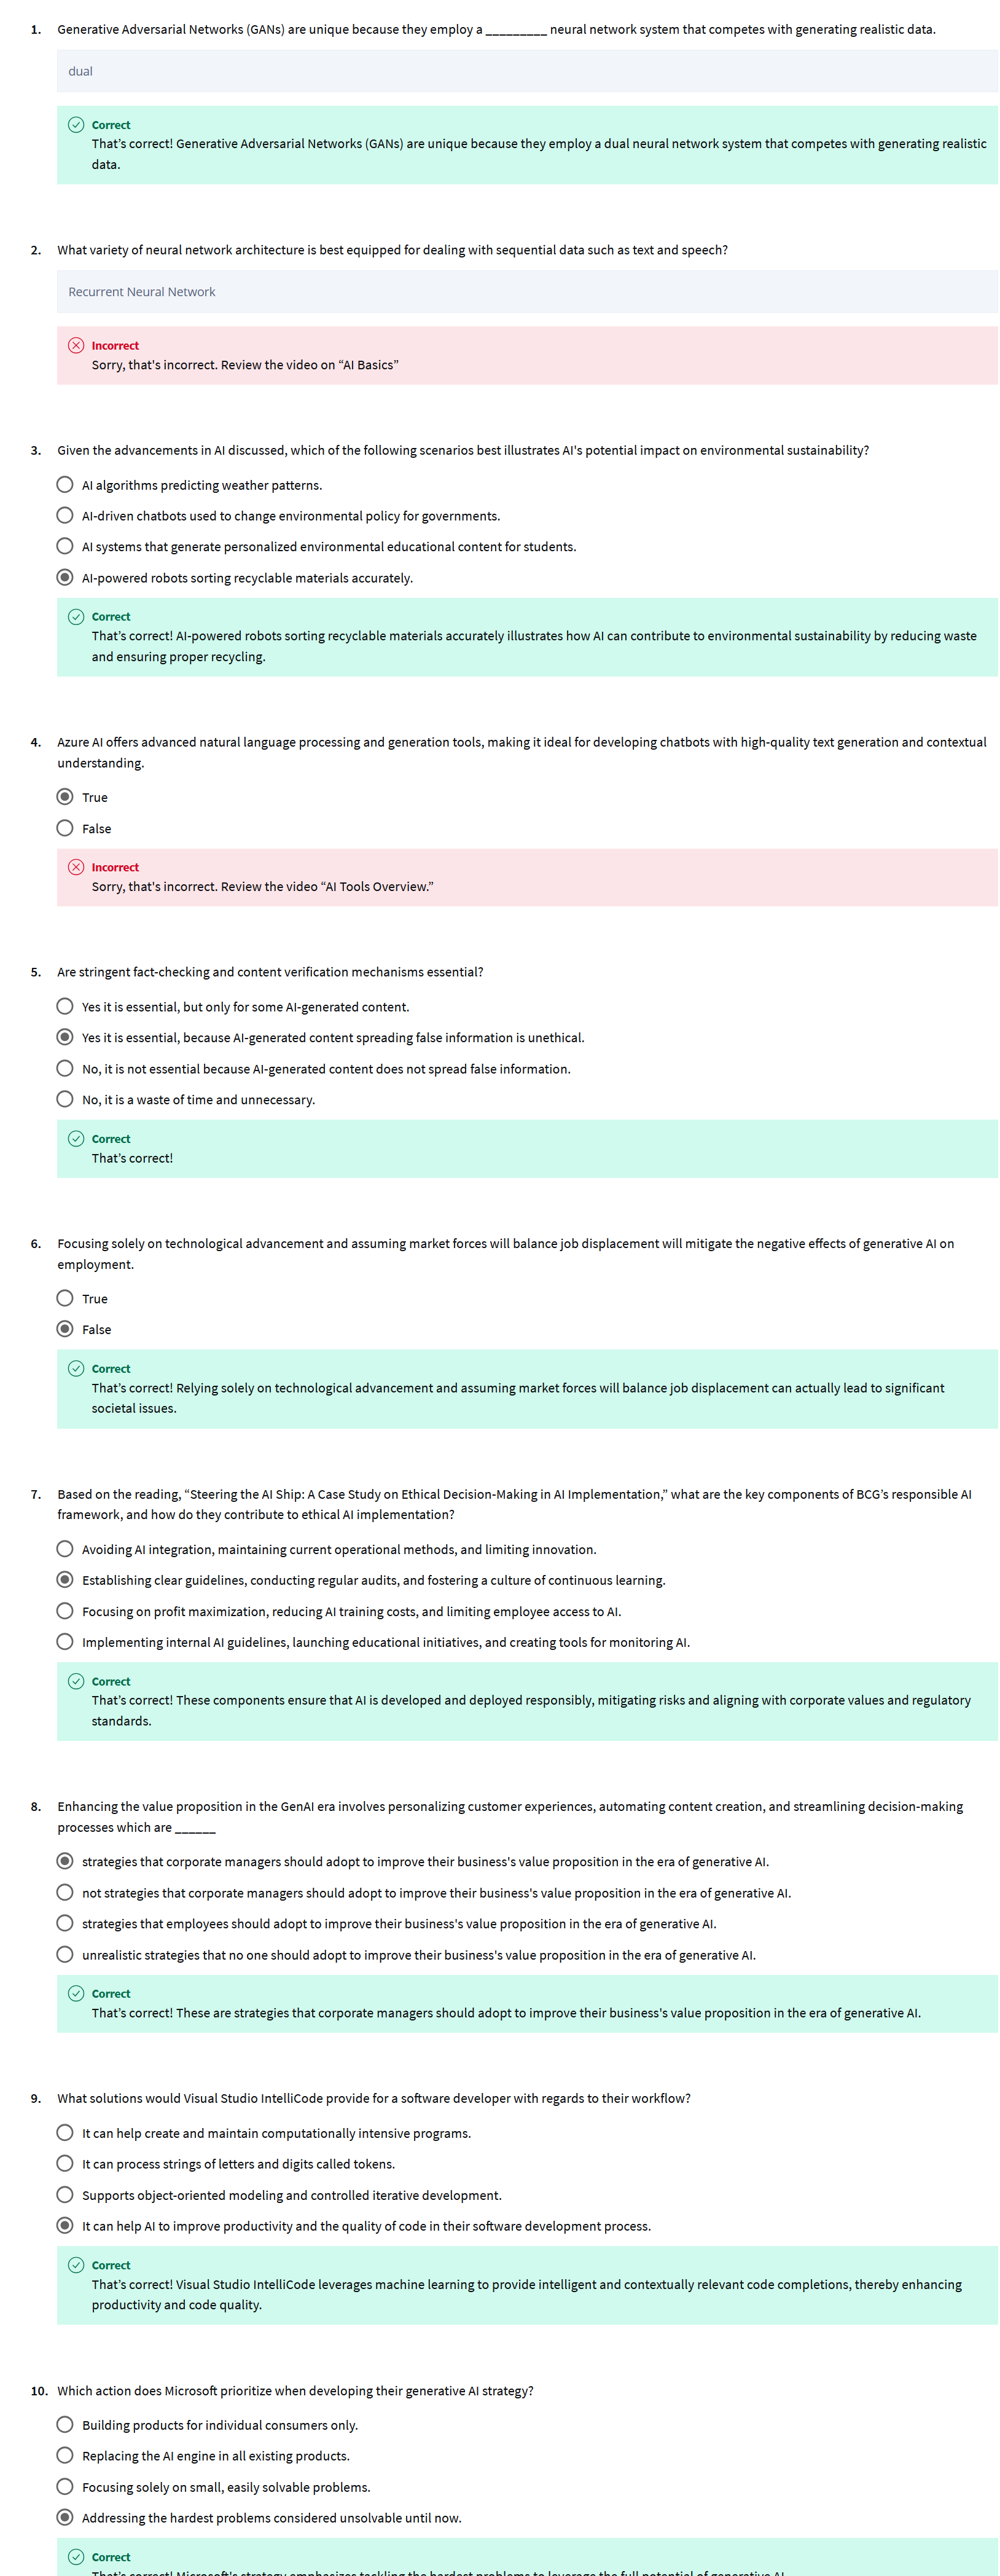 1. Generative Adversarial Networks (GANs) are unique because they employ a _________ neural network system that competes with generating realistic data.
dual
Correct
That’s correct! Generative Adversarial Networks (GANs) are unique because they employ a dual neural network system that competes with generating realistic
data.
2. What variety of neural network architecture is best equipped for dealing with sequential data such as text and speech?
Recurrent Neural Network
Incorrect
Sorry, that's incorrect. Review the video on “AI Basics”
3. Given the advancements in AI discussed, which of the following scenarios best illustrates AI's potential impact on environmental sustainability?
AI algorithms predicting weather patterns.
AI-driven chatbots used to change environmental policy for governments.
AI systems that generate personalized environmental educational content for students.
AI-powered robots sorting recyclable materials accurately.
Correct
That’s correct! AI-powered robots sorting recyclable materials accurately illustrates how AI can contribute to environmental sustainability by reducing waste
and ensuring proper recycling.
4. Azure AI offers advanced natural language processing and generation tools, making it ideal for developing chatbots with high-quality text generation and contextual
understanding.
True
False
Incorrect
Sorry, that's incorrect. Review the video “AI Tools Overview.”
5. Are stringent fact-checking and content verification mechanisms essential?
Yes it is essential, but only for some AI-generated content.
Yes it is essential, because AI-generated content spreading false information is unethical.
No, it is not essential because AI-generated content does not spread false information.
No, it is a waste of time and unnecessary.
Correct
That’s correct!
6. Focusing solely on technological advancement and assuming market forces will balance job displacement will mitigate the negative effects of generative AI on
employment.
True
False
Correct
That’s correct! Relying solely on technological advancement and assuming market forces will balance job displacement can actually lead to significant
societal issues.
7. Based on the reading, “Steering the AI Ship: A Case Study on Ethical Decision-Making in AI Implementation,” what are the key components of BCG’s responsible AI
framework, and how do they contribute to ethical AI implementation?
Avoiding AI integration, maintaining current operational methods, and limiting innovation.
Establishing clear guidelines, conducting regular audits, and fostering a culture of continuous learning.
Focusing on profit maximization, reducing AI training costs, and limiting employee access to AI.
Implementing internal AI guidelines, launching educational initiatives, and creating tools for monitoring AI.
Correct
That’s correct! These components ensure that AI is developed and deployed responsibly, mitigating risks and aligning with corporate values and regulatory
standards.
8. Enhancing the value proposition in the GenAI era involves personalizing customer experiences, automating content creation, and streamlining decision-making
processes which are ______
strategies that corporate managers should adopt to improve their business's value proposition in the era of generative AI.
not strategies that corporate managers should adopt to improve their business's value proposition in the era of generative AI.
strategies that employees should adopt to improve their business's value proposition in the era of generative AI.
unrealistic strategies that no one should adopt to improve their business's value proposition in the era of generative AI.
Correct
That’s correct! These are strategies that corporate managers should adopt to improve their business's value proposition in the era of generative AI.
9. What solutions would Visual Studio IntelliCode provide for a software developer with regards to their workflow?
It can help create and maintain computationally intensive programs.
It can process strings of letters and digits called tokens.
Supports object-oriented modeling and controlled iterative development.
It can help AI to improve productivity and the quality of code in their software development process.
Correct
That’s correct! Visual Studio IntelliCode leverages machine learning to provide intelligent and contextually relevant code completions, thereby enhancing
productivity and code quality.
10. Which action does Microsoft prioritize when developing their generative AI strategy?
Building products for individual consumers only.
Replacing the AI engine in all existing products.
Focusing solely on small, easily solvable problems.
Addressing the hardest problems considered unsolvable until now.
Correct
That’s correct! Microsoft's strategy emphasizes tackling the hardest problems to leverage the full potential of generative AI.